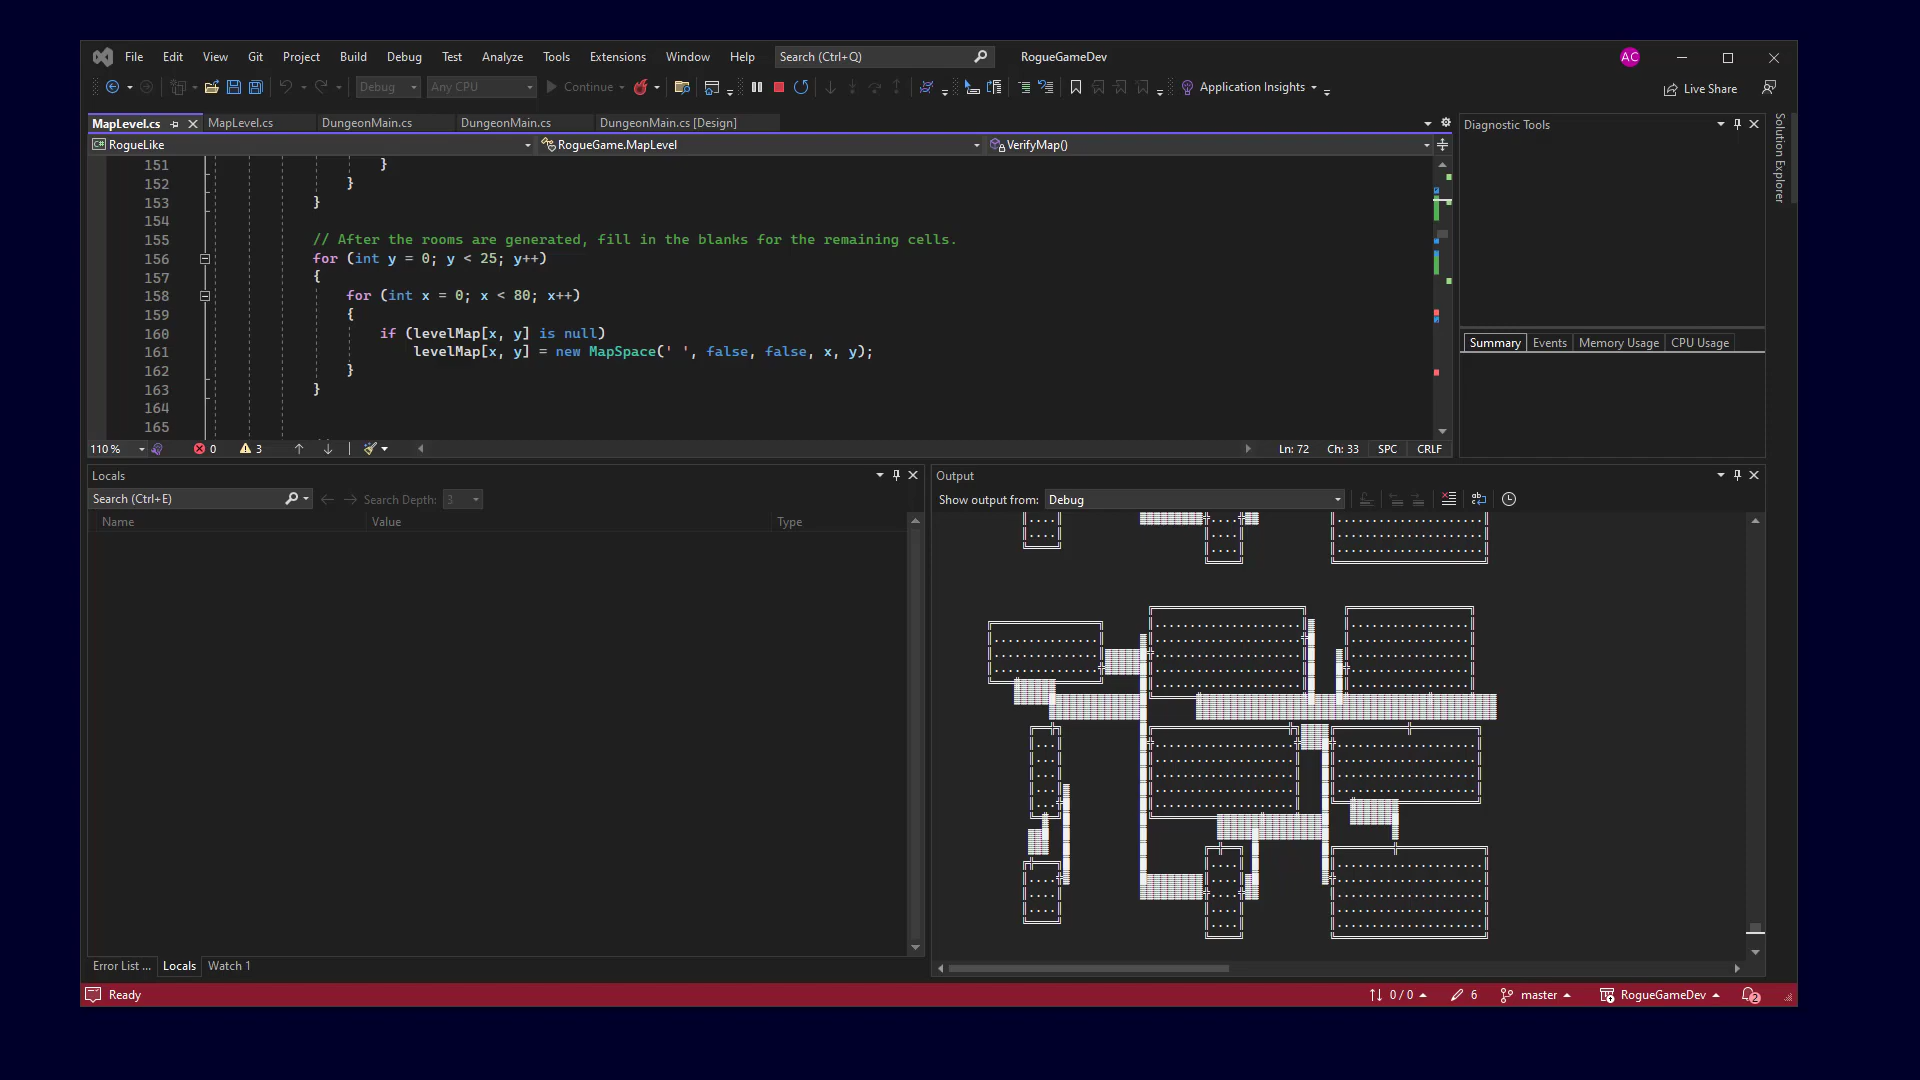 File Edit View Git Project Build Debug Test Analyze Tools Extensions Window Help Search (Ctrl+Q) RogueGameDev AC
Debug Any CPU Continue Application Insights Live Share
MapLevel.cs MapLevel.cs DungeonMain.cs DungeonMain.cs DungeonMain.cs [Design]
C# RogueLike RogueGame.MapLevel VerifyMap()
151 }
152 }
153 }
154
155 // After the rooms are generated, fill in the blanks for the remaining cells.
156 for (int y = 0; y < 25; y++)
157 {
158 for (int x = 0; x < 80; x++)
159 {
160 if (levelMap[x, y] is null)
161 levelMap[x, y] = new MapSpace(' ', false, false, x, y);
162 }
163 }
164
165
110 % 0 3 Ln: 72 Ch: 33 SPC CRLF
Diagnostic Tools
Summary Events Memory Usage CPU Usage
Solution Explorer
Locals
Search (Ctrl+E) Search Depth: 3
Name Value Type
Error List ... Locals Watch 1
Output
Show output from: Debug
Ready 0 / 0 6 master RogueGameDev 2